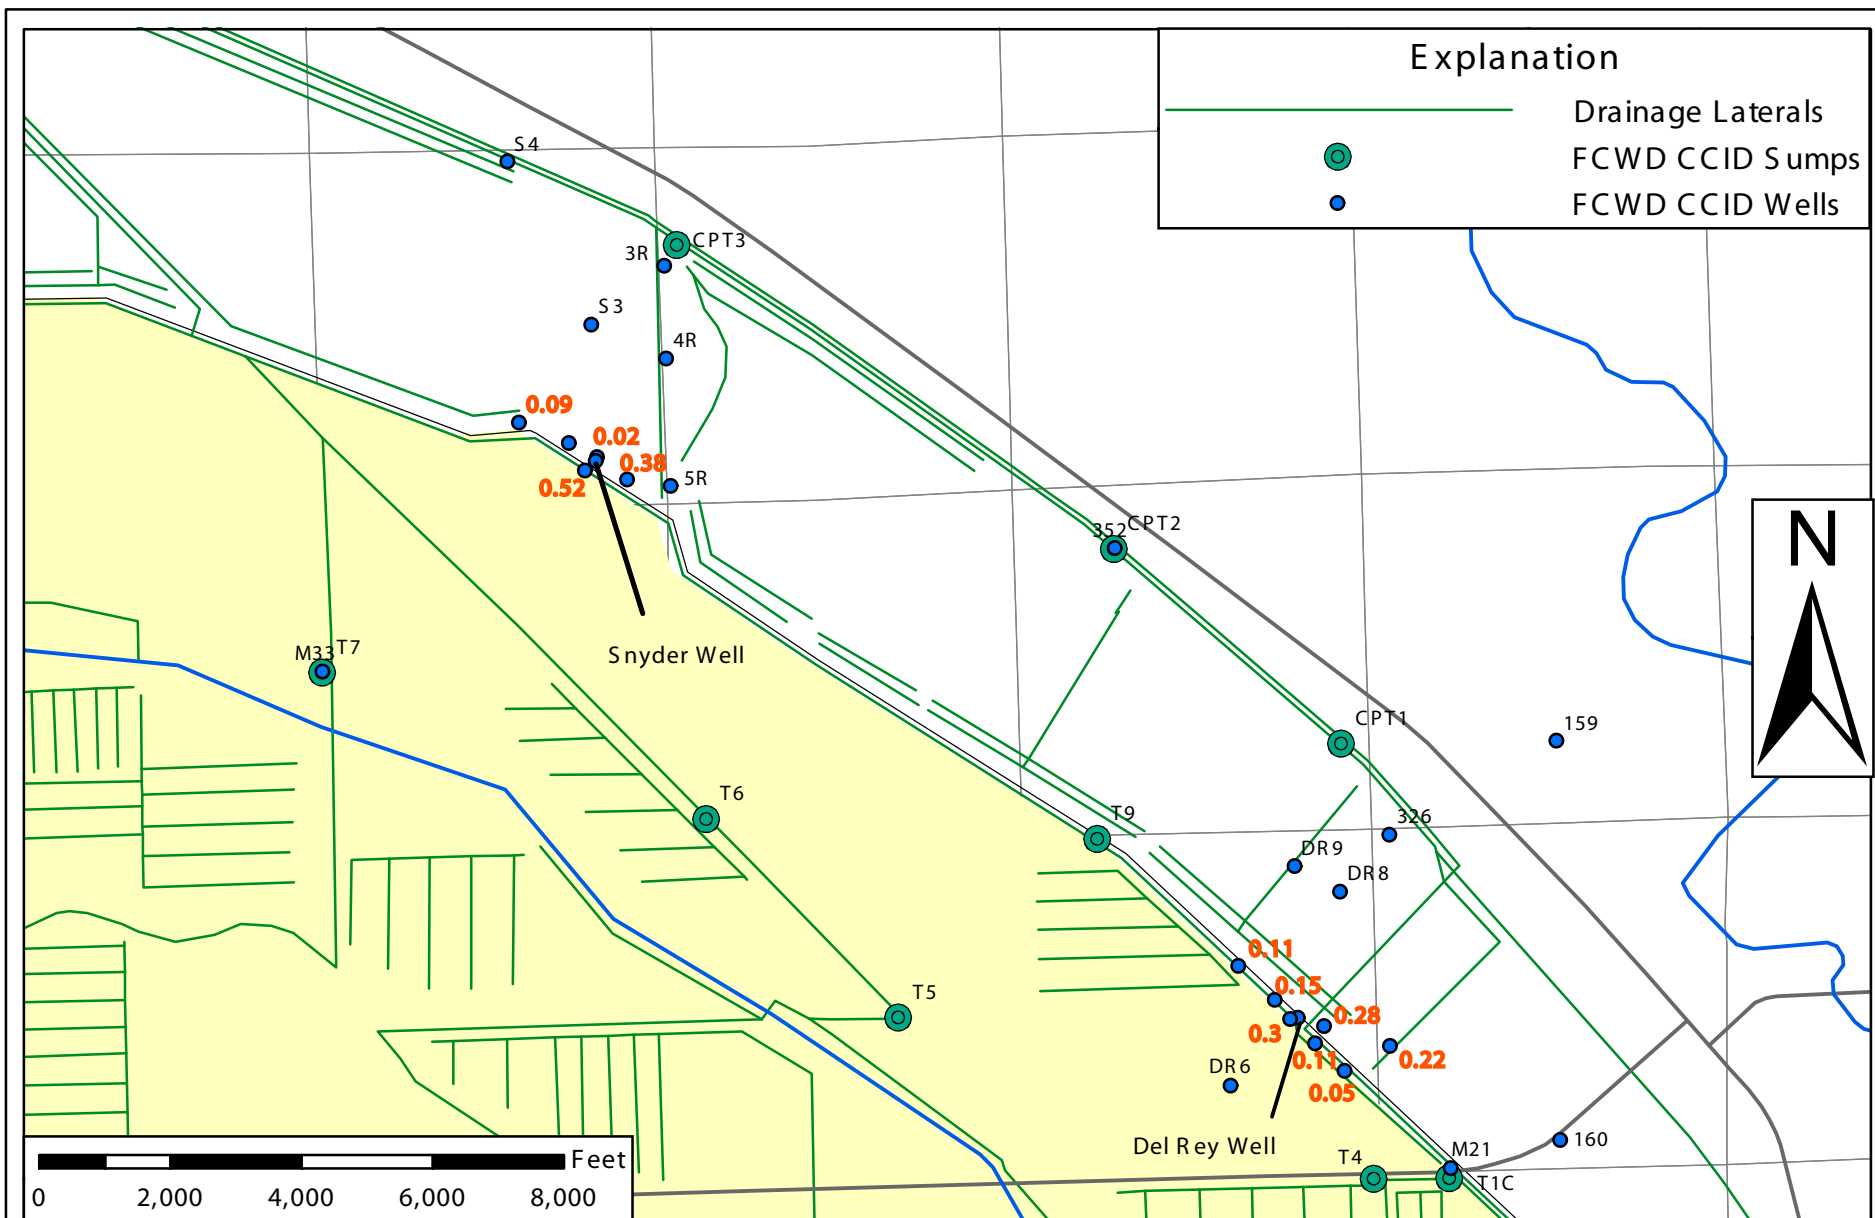 Explanation
Drainage Laterals
FCWD CCID Sumps
FCWD CCID Wells
S4
CPT3
3R
S3
4R
0.09
0.02
0.38
0.52
5R
352
CPT2
N
Snyder Well
M33
T7
CPT1
159
T6
T9
326
DR9
DR8
0.11
0.15
T5
0.28
0.3
0.11
0.22
DR6
0.05
Del Rey Well
160
M21
T4
T1C
Feet
0 2,000 4,000 6,000 8,000